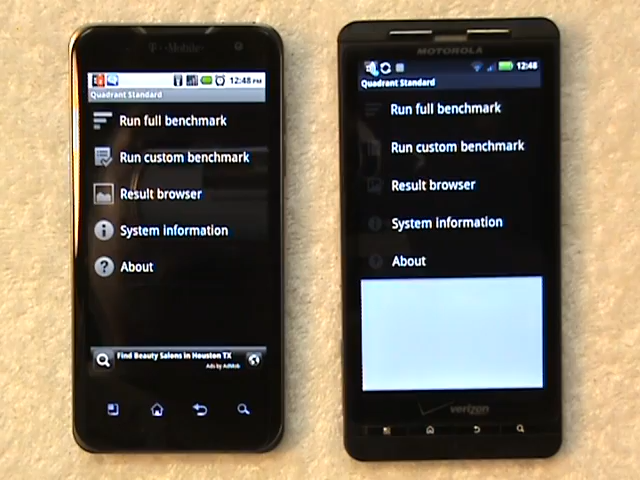 T-Mobile
12:48 PM
Quadrant Standard
Run full benchmark
Run custom benchmark
Result browser
System information
About
Find Beauty Salons in Houston TX
Ads by AdMob
MOTOROLA
12:48
Quadrant Standard
Run full benchmark
Run custom benchmark
Result browser
System information
About
verizon